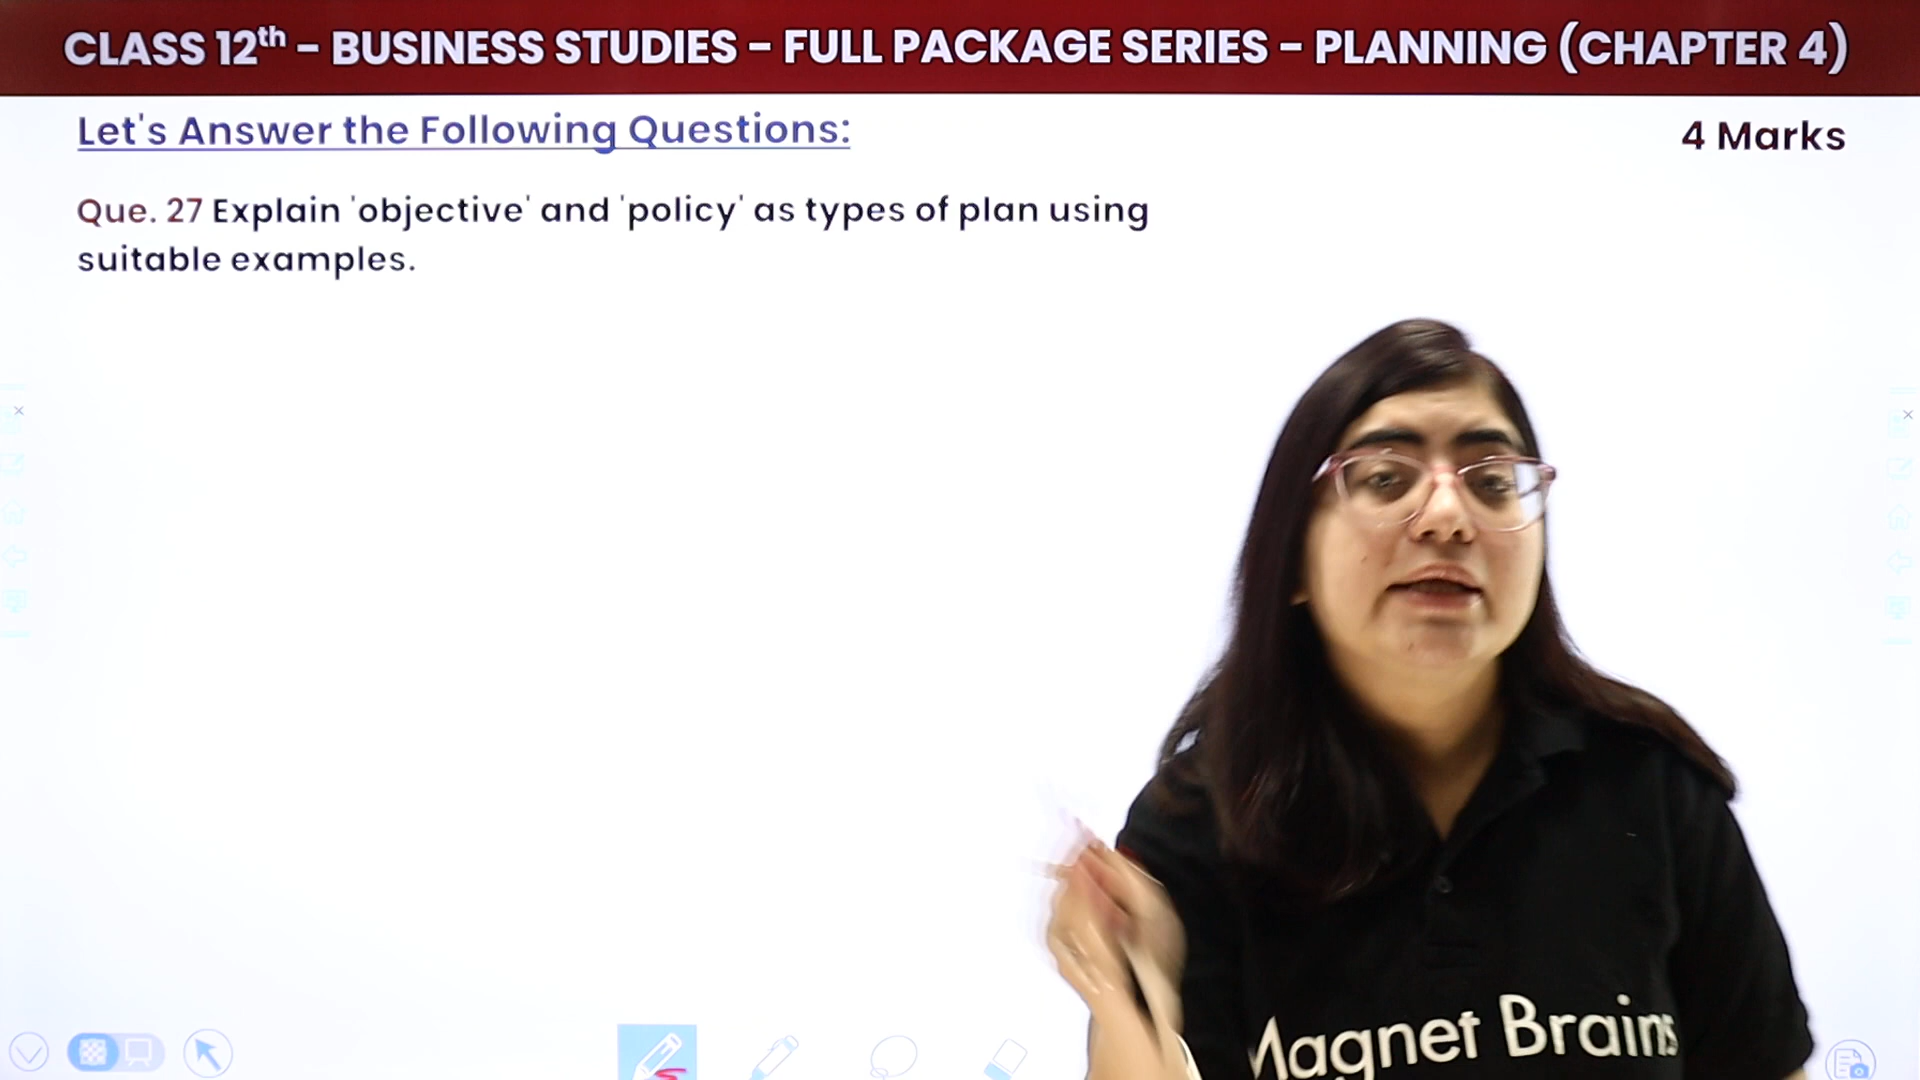 CLASS 12th – BUSINESS STUDIES – FULL PACKAGE SERIES – PLANNING (CHAPTER 4)
Let's Answer the Following Questions:
4 Marks
Que. 27 Explain 'objective' and 'policy' as types of plan using
suitable examples.
Magnet Brains